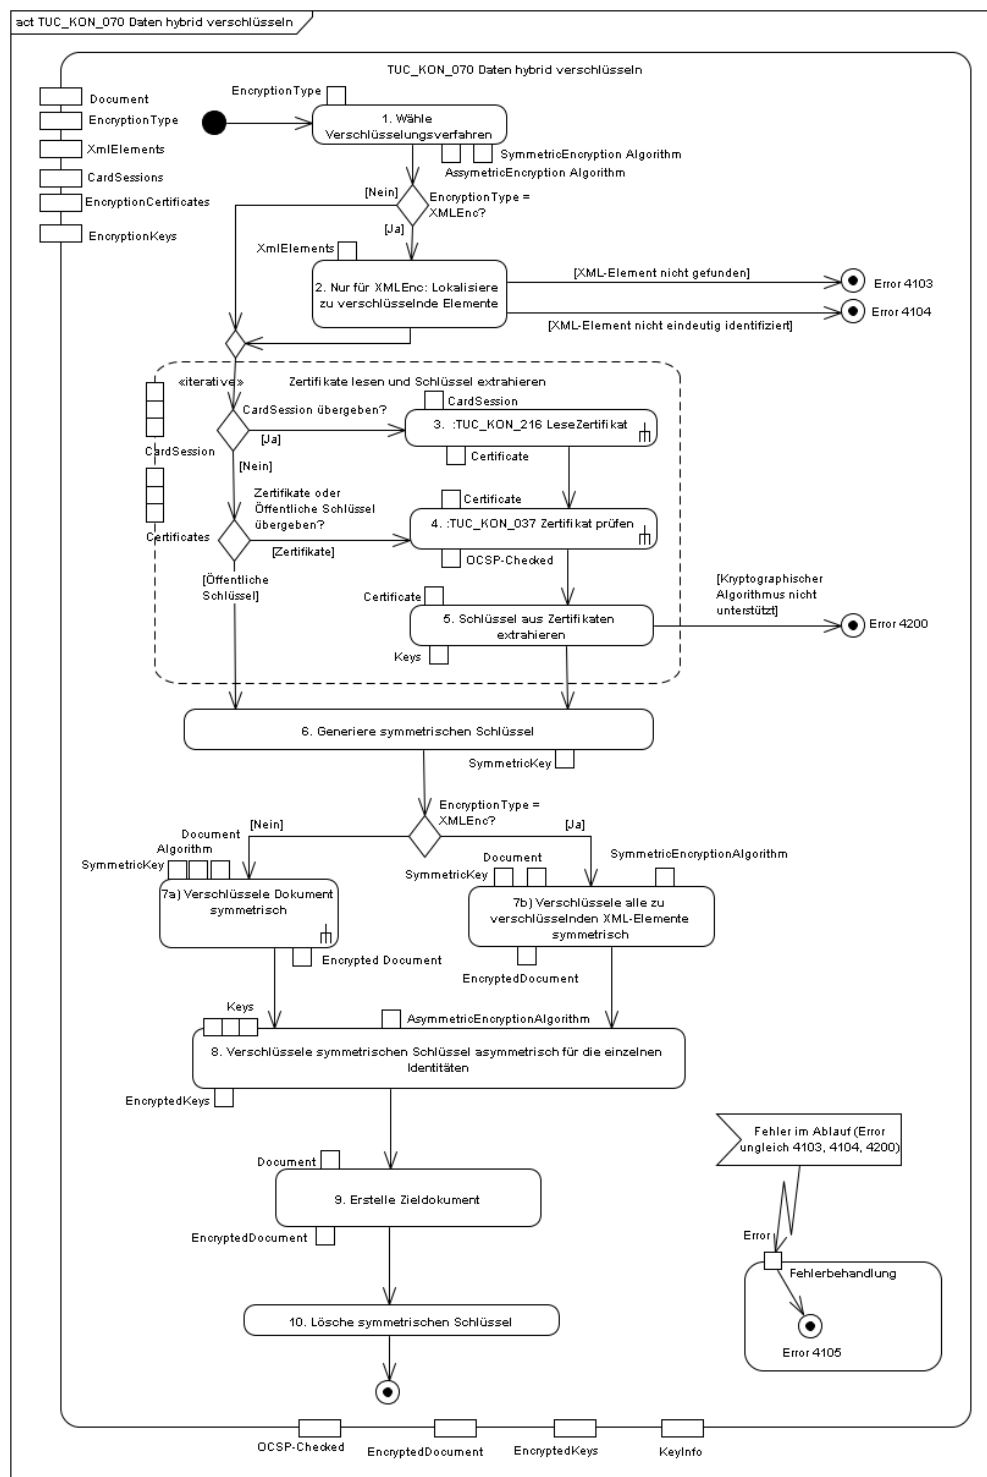 act TUC_KON_070 Daten hybrid verschlüsseln
TUC_KON_070 Daten hybrid verschlüsseln
Document
EncryptionType
XmlElements
CardSessions
EncryptionCertificates
EncryptionKeys
EncryptionType
1. Wähle
Verschlüsselungsverfahren
SymmetricEncryption Algorithm
AssymetricEncryption Algorithm
[Nein]
EncryptionType =
XMLEnc?
[Ja]
XmlElements
2. Nur für XMLEnc: Lokalisiere
zu verschlüsselnde Elemente
[XML-Element nicht gefunden]
Error 4103
Error 4104
[XML-Element nicht eindeutig identifiziert]
«iterative»
Zertifikate lesen und Schlüssel extrahieren
CardSession
CardSession übergeben?
[Ja]
3. :TUC_KON_216 LeseZertifikat
CardSession
Certificate
[Nein]
Certificates
Zertifikate oder
Öffentliche Schlüssel
übergeben?
Certificate
4. :TUC_KON_037 Zertifikat prüfen
[Zertifikate]
OCSP-Checked
[Öffentliche
Schlüssel]
Certificate
5. Schlüssel aus Zertifikaten
extrahieren
Keys
[Kryptographischer
Algorithmus nicht
unterstützt]
Error 4200
6. Generiere symmetrischen Schlüssel
SymmetricKey
EncryptionType =
XMLEnc?
[Nein]
[Ja]
Document
Algorithm
SymmetricKey
7a) Verschlüssele Dokument
symmetrisch
Encrypted Document
Document
SymmetricKey
SymmetricEncryptionAlgorithm
7b) Verschlüssele alle zu
verschlüsselnden XML-Elemente
symmetrisch
EncryptedDocument
Keys
AsymmetricEncryptionAlgorithm
8. Verschlüssele symmetrischen Schlüssel asymmetrisch für die einzelnen
Identitäten
EncryptedKeys
Document
9. Erstelle Zieldokument
EncryptedDocument
10. Lösche symmetrischen Schlüssel
Fehler im Ablauf (Error
ungleich 4103, 4104, 4200)
Error
Fehlerbehandlung
Error 4105
OCSP-Checked
EncryptedDocument
EncryptedKeys
KeyInfo